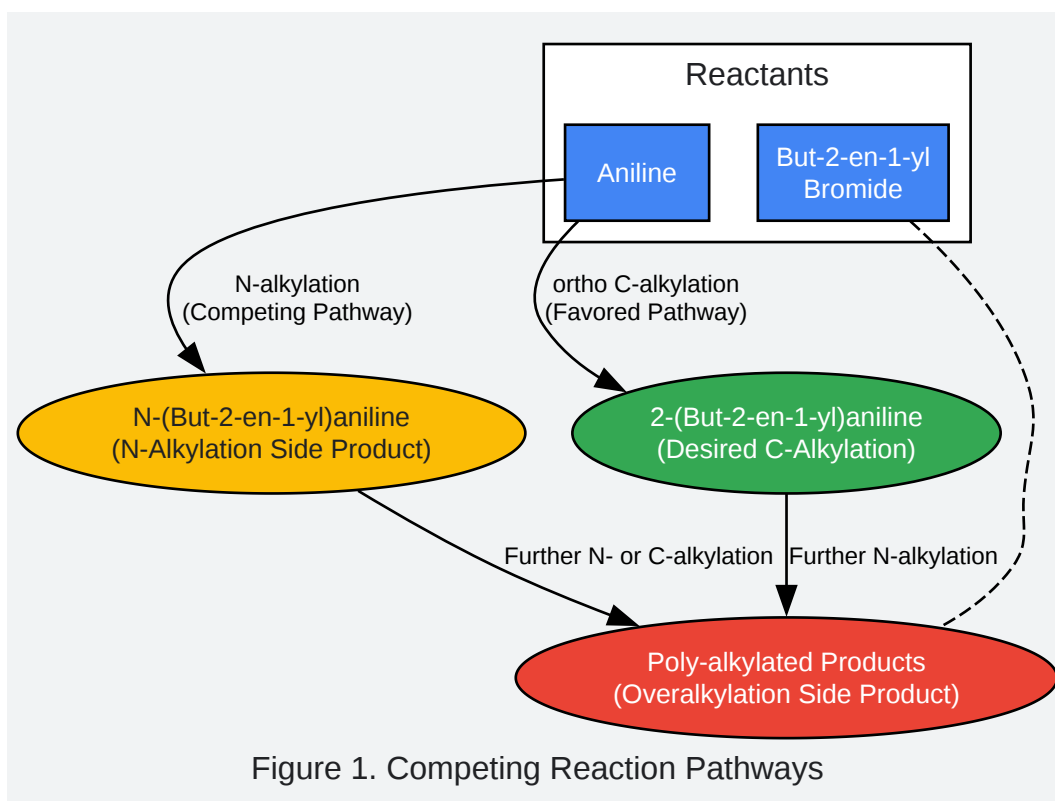 Reactants
Aniline
But-2-en-1-yl
Bromide
N-alkylation
(Competing Pathway)
ortho C-alkylation
(Favored Pathway)
N-(But-2-en-1-yl)aniline
(N-Alkylation Side Product)
2-(But-2-en-1-yl)aniline
(Desired C-Alkylation)
Further N- or C-alkylation
Further N-alkylation
Poly-alkylated Products
(Overalkylation Side Product)
Figure 1. Competing Reaction Pathways